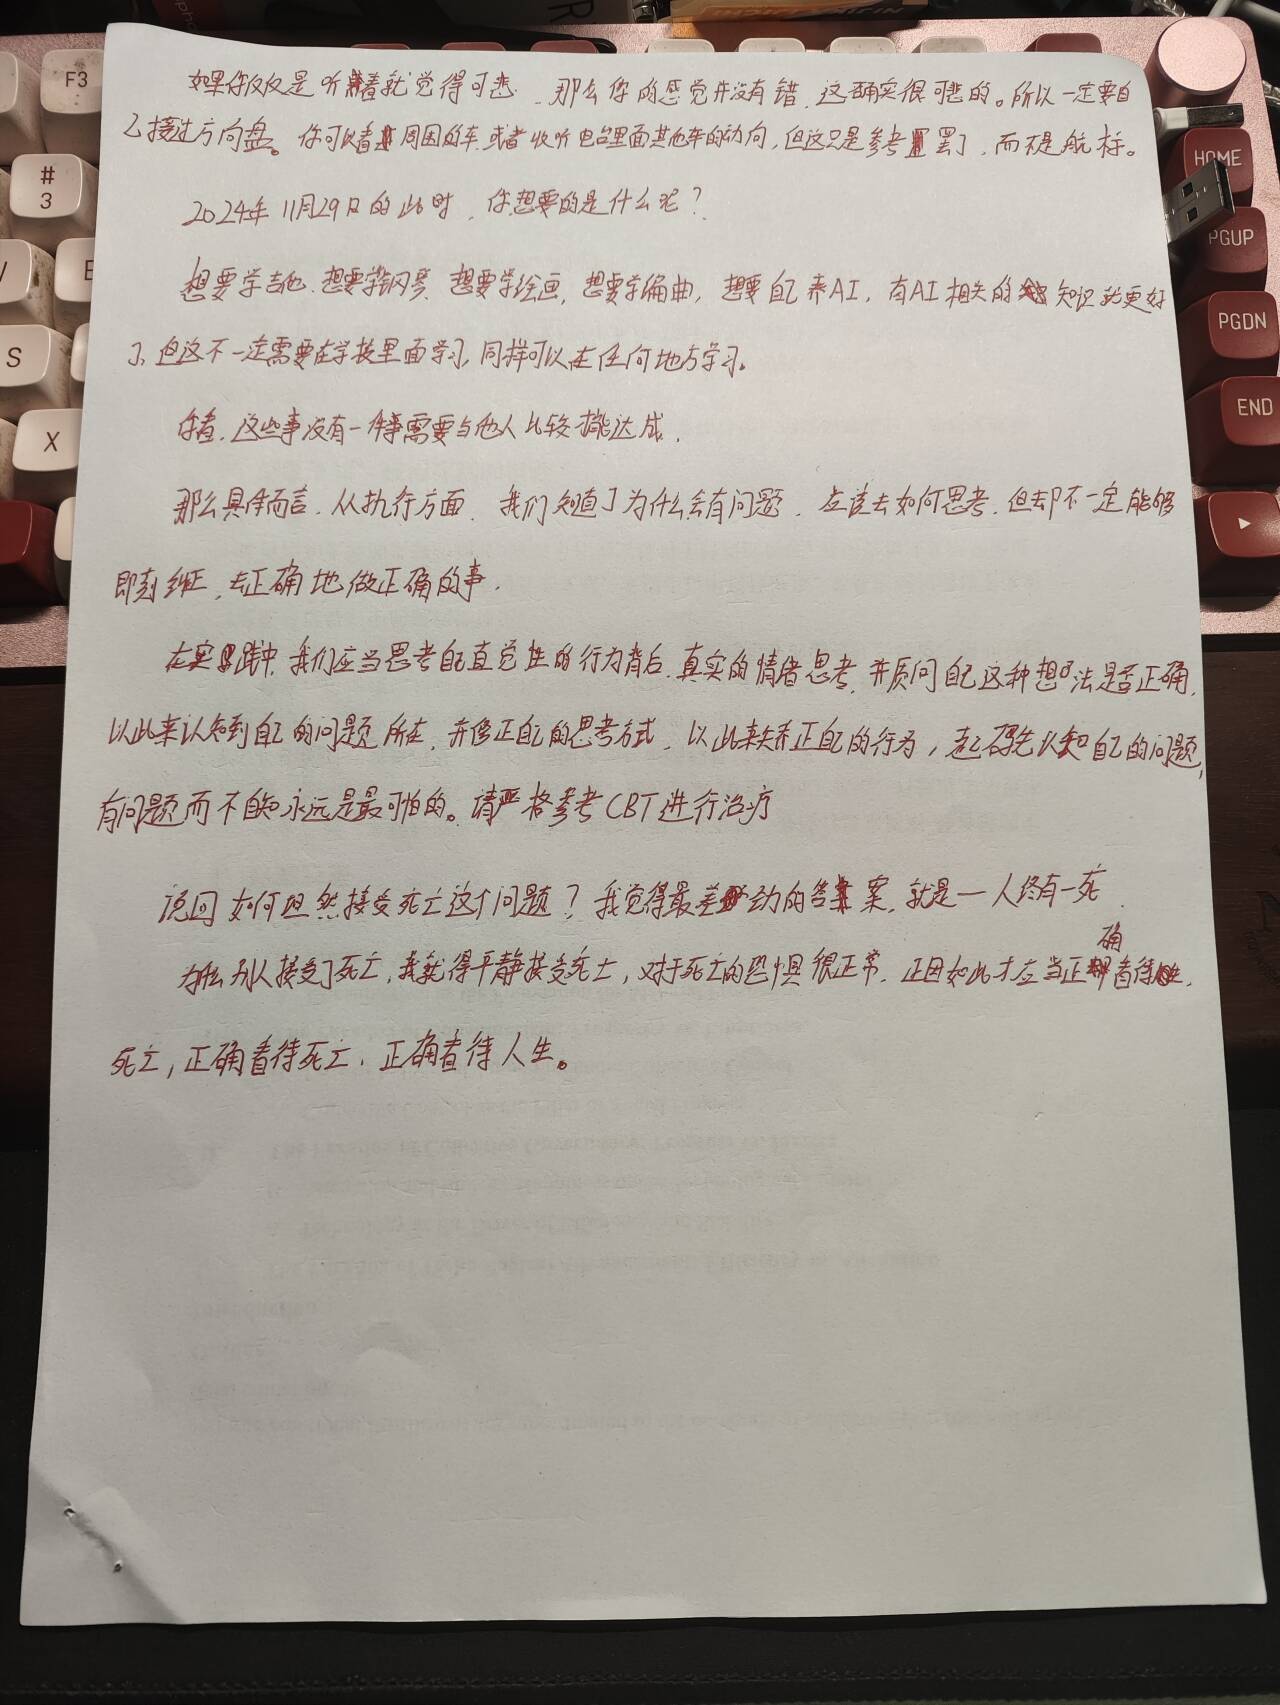 F3
#
3
S
X
HOME
PGUP
PGDN
END
如果你仅仅是听着就觉得可悲，那么你的感觉并没有错，这确实很可悲的。所以一定要自
己接过方向盘。你可以看周围的车，或者收听电台里面其他车的动向，但这只是参考罢了，而不是航标。
2024年11月29日的此时，你想要的是什么呢？
想要学吉他，想要学钢琴，想要学绘画，想要学编曲，想要自己养AI，有AI相关的知识就更好
了，但这不一定需要在学校里面学习，同样可以在任何地方学习。
你看，这些事没有一件事需要与他人比较才能达成。
那么具体而言，从执行方面，我们知道了为什么会有问题，应该去如何思考，但却不一定能够
即刻纠正，去正确地做正确的事。
在实践中，我们应当思考自己直觉性的行为背后，真实的情绪思考，并质问自己这种想法是否正确，
以此来认知到自己的问题所在，并修正自己的思考方式，以此来矫正自己的行为，起码先认知自己的问题，
有问题而不自知永远是最可怕的。请严格参考CBT进行治疗
说回如何坦然接受死亡这个问题？我觉得最差劲的答案，就是一人终有一死
为什么别人接受了死亡，我就得平静接受死亡，对于死亡的恐惧很正常，正因如此才应当正确看待
死亡，正确看待死亡，正确看待人生。